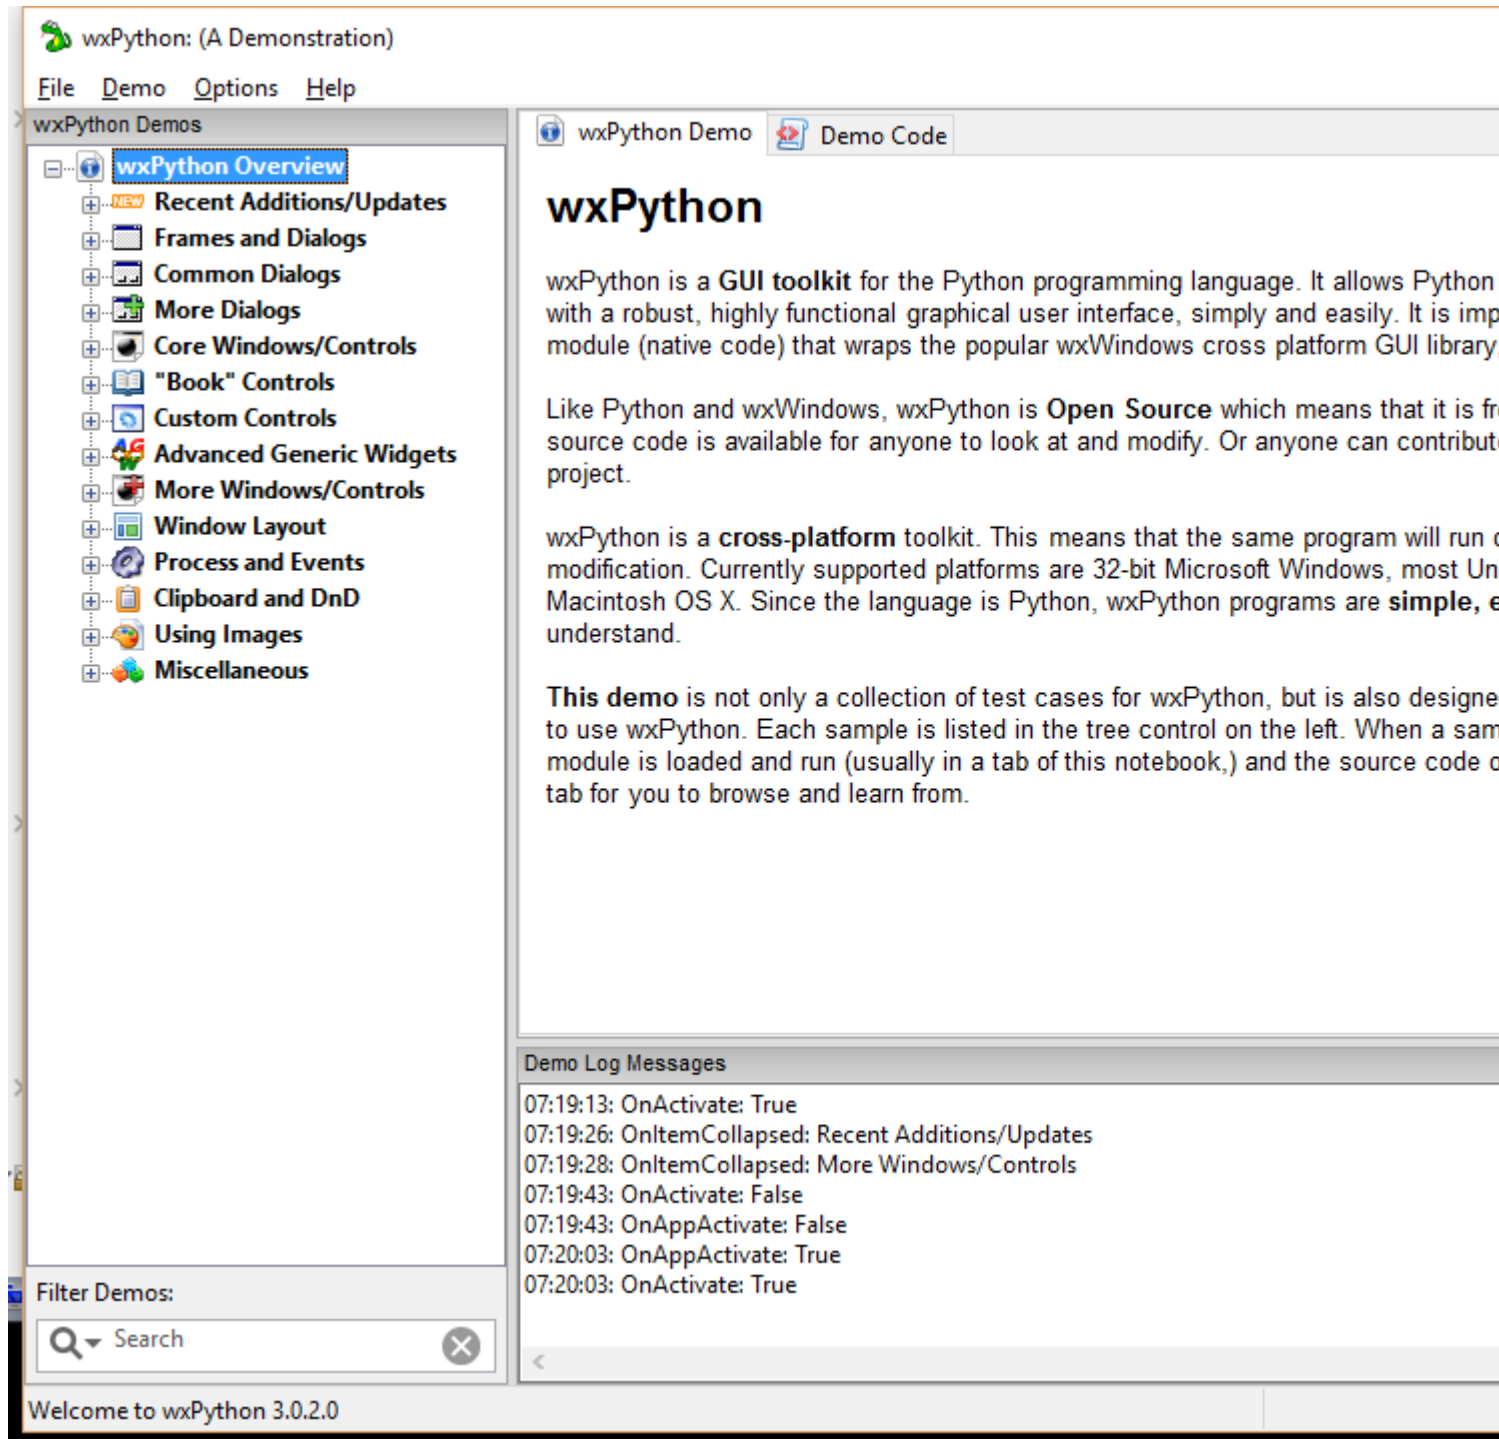 wxPython: (A Demonstration)
File Demo Options Help
wxPython Demos
wxPython Overview
NEW Recent Additions/Updates
Frames and Dialogs
Common Dialogs
More Dialogs
Core Windows/Controls
"Book" Controls
Custom Controls
Advanced Generic Widgets
More Windows/Controls
Window Layout
Process and Events
Clipboard and DnD
Using Images
Miscellaneous
Filter Demos:
Search
wxPython Demo Demo Code
wxPython
wxPython is a GUI toolkit for the Python programming language. It allows Python
with a robust, highly functional graphical user interface, simply and easily. It is
module (native code) that wraps the popular wxWindows cross platform GUI library,
Like Python and wxWindows, wxPython is Open Source which means that it is
source code is available for anyone to look at and modify. Or anyone can
project.
wxPython is a cross-platform toolkit. This means that the same program will run
modification. Currently supported platforms are 32-bit Microsoft Windows, most
Macintosh OS X. Since the language is Python, wxPython programs are simple,
understand.
This demo is not only a collection of test cases for wxPython, but is also
to use wxPython. Each sample is listed in the tree control on the left. When a
module is loaded and run (usually in a tab of this notebook,) and the source code
tab for you to browse and learn from.
Demo Log Messages
07:19:13: OnActivate: True
07:19:26: OnItemCollapsed: Recent Additions/Updates
07:19:28: OnItemCollapsed: More Windows/Controls
07:19:43: OnActivate: False
07:19:43: OnAppActivate: False
07:20:03: OnAppActivate: True
07:20:03: OnActivate: True
Welcome to wxPython 3.0.2.0